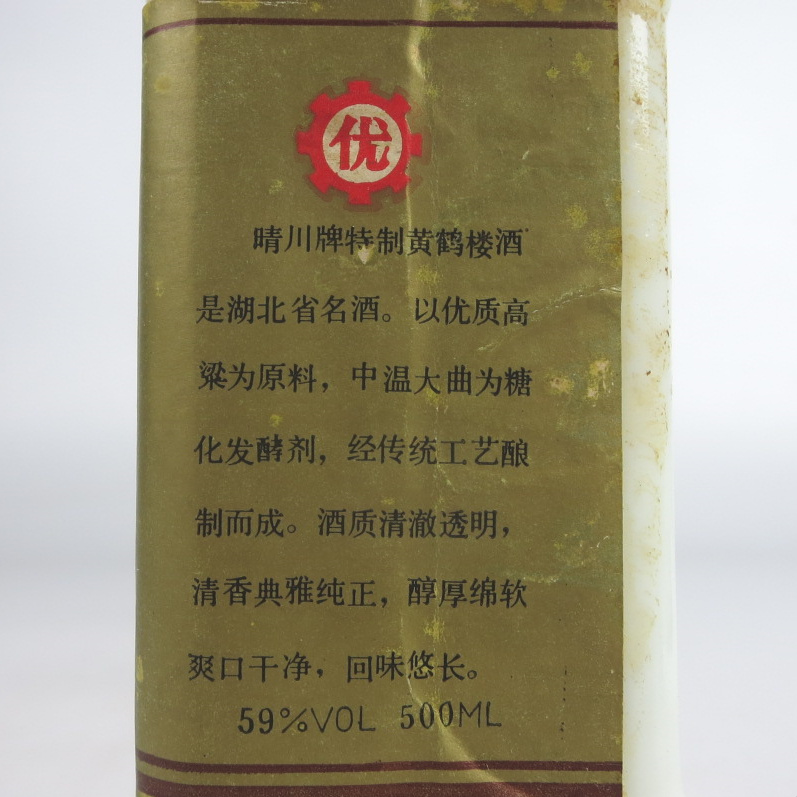 优
晴川牌特制黄鹤楼酒
是湖北省名酒。以优质高
粱为原料，中温大曲为糖
化发酵剂，经传统工艺酿
制而成。酒质清澈透明，
清香典雅纯正，醇厚绵软
爽口干净，回味悠长。
59%VOL 500ML